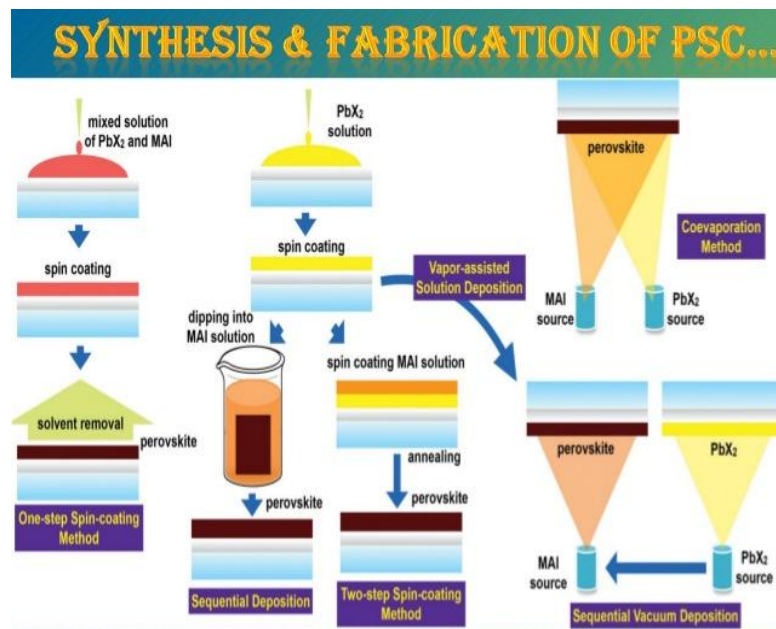 SYNTHESIS & FABRICATION OF PSC...
mixed solution
of PbX₂ and MAI
spin coating
solvent removal
perovskite
One-step Spin-coating
Method
PbX₂
solution
spin coating
dipping into
MAI solution
perovskite
Sequential Deposition
spin coating MAI solution
annealing
perovskite
Two-step Spin-coating
Method
Vapor-assisted
Solution Deposition
perovskite
Coevaporation
Method
MAI
source
PbX₂
source
perovskite
PbX₂
MAI
source
PbX₂
source
Sequential Vacuum Deposition